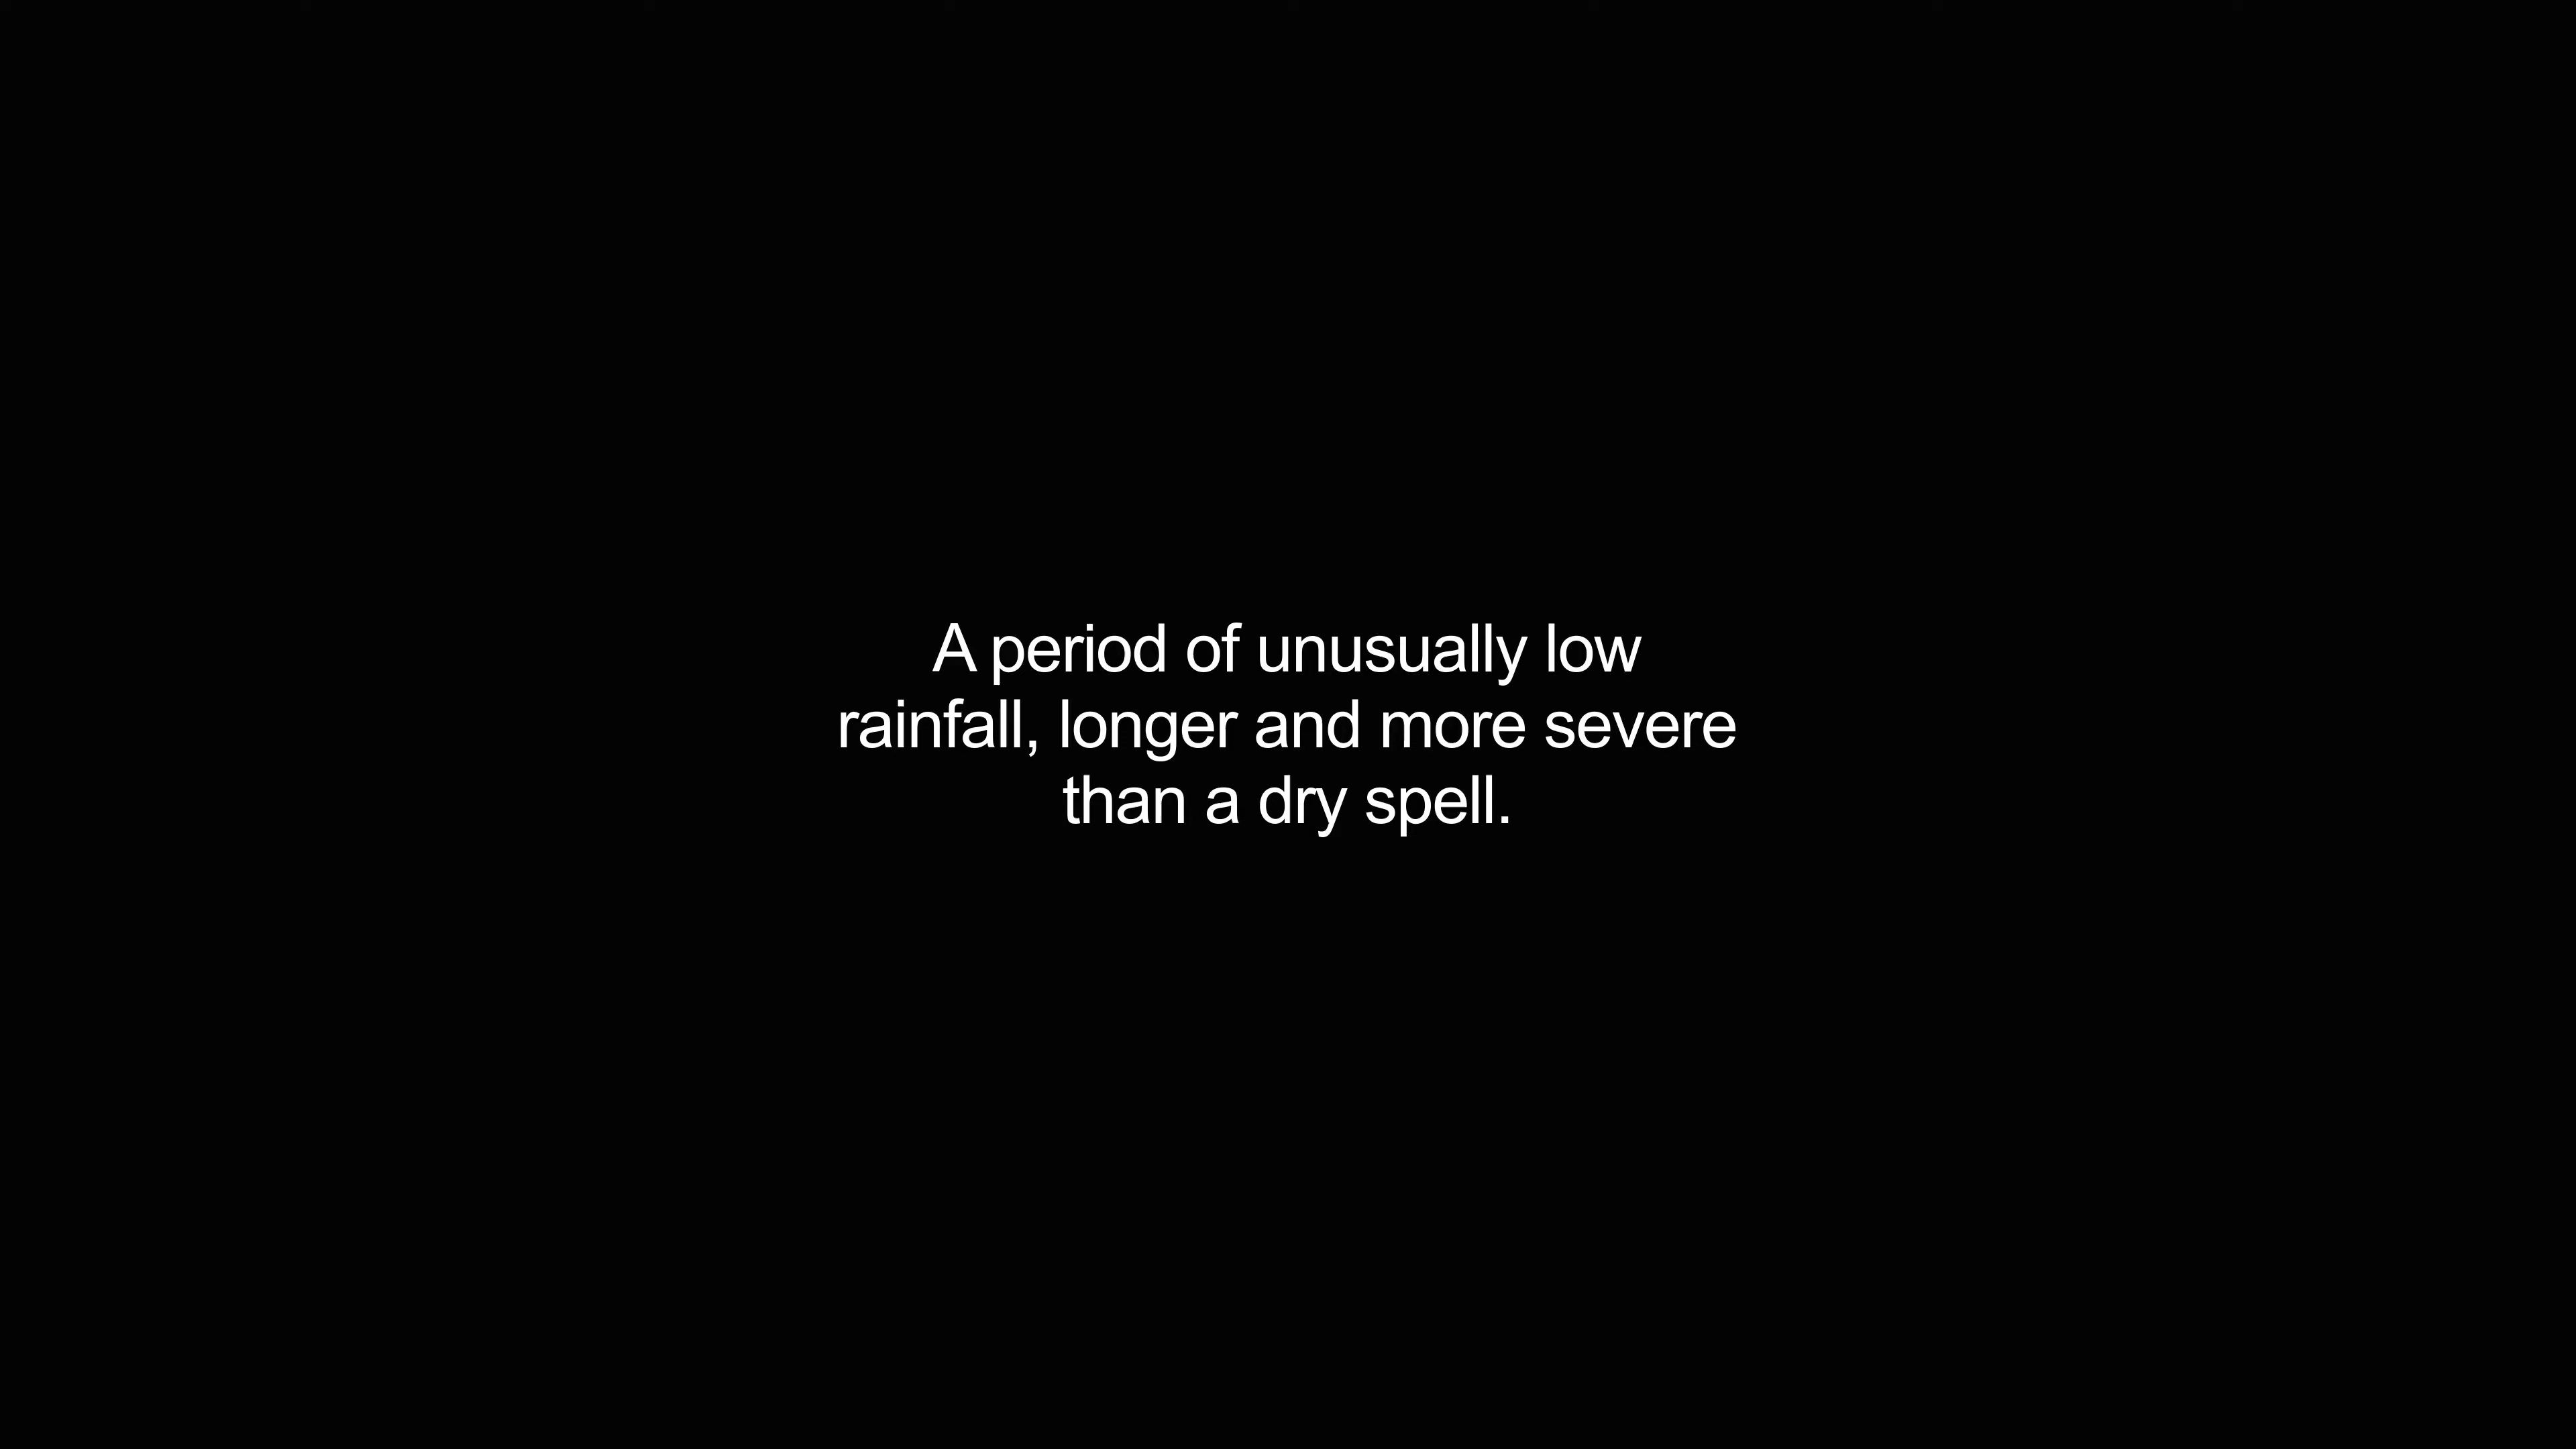 A period of unusually low
rainfall, longer and more severe
than a dry spell.